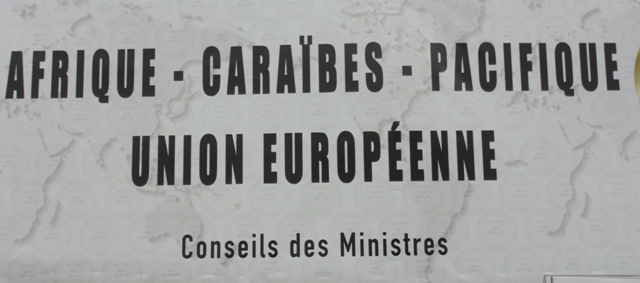 AFRIQUE - CARAÏBES - PACIFIQUE
UNION EUROPÉENNE
Conseils des Ministres